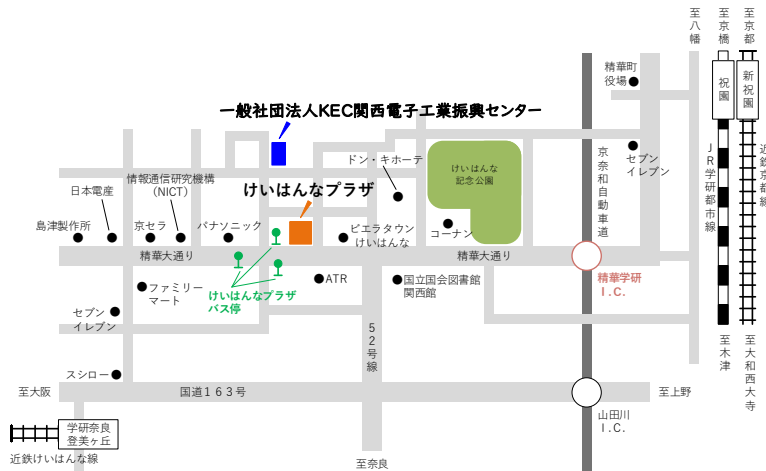 至八幡
至京橋
至京都
精華町
役場
祝園
新祝園
一般社団法人KEC関西電子工業振興センター
けいはんな
記念公園
京奈和自動車道
セブン
イレブン
JR学研都市線
近鉄京都線
ドン・キホーテ
情報通信研究機構
（NICT）
日本電産
けいはんなプラザ
島津製作所
京セラ
パナソニック
ピエラタウン
けいはんな
コーナン
精華大通り
精華大通り
精華学研
I.C.
ATR
国立国会図書館
関西館
ファミリー
マート
けいはんなプラザ
バス停
セブン
イレブン
52号線
至木津
至大和西大寺
スシロー
至大阪
国道163号
至上野
山田川
I.C.
学研奈良
登美ヶ丘
近鉄けいはんな線
至奈良